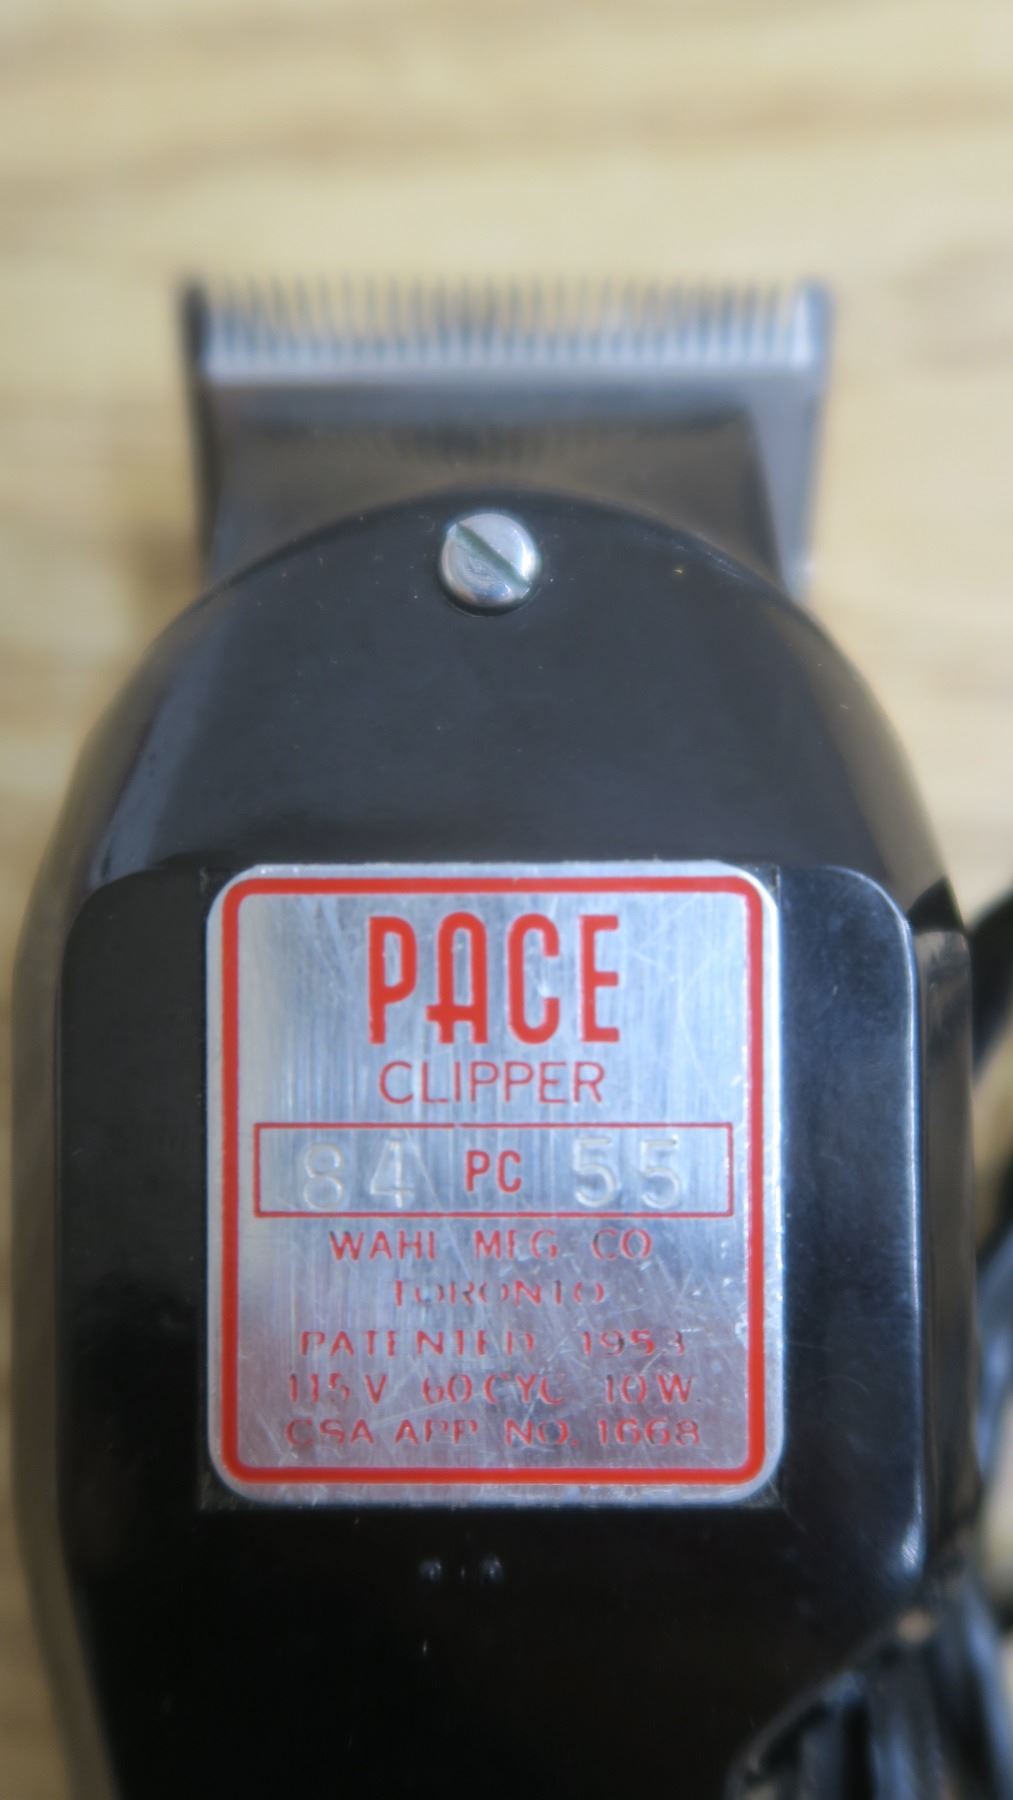 PACE
CLIPPER
84 PC 55
WAHL MFG. CO
TORONTO
PATENTED 1953
115 V 60 CYC 10 W.
CSA APP NO. 1668